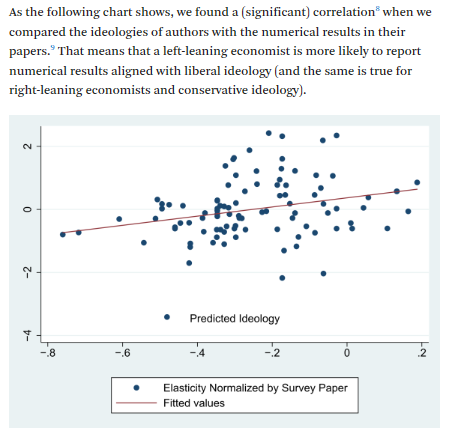 As the following chart shows, we found a (significant) correlation⁸ when we
compared the ideologies of authors with the numerical results in their
papers.⁹ That means that a left-leaning economist is more likely to report
numerical results aligned with liberal ideology (and the same is true for
right-leaning economists and conservative ideology).
2
0
-2
-4
Predicted Ideology
-.8 -.6 -.4 -.2 0 .2
Elasticity Normalized by Survey Paper
Fitted values